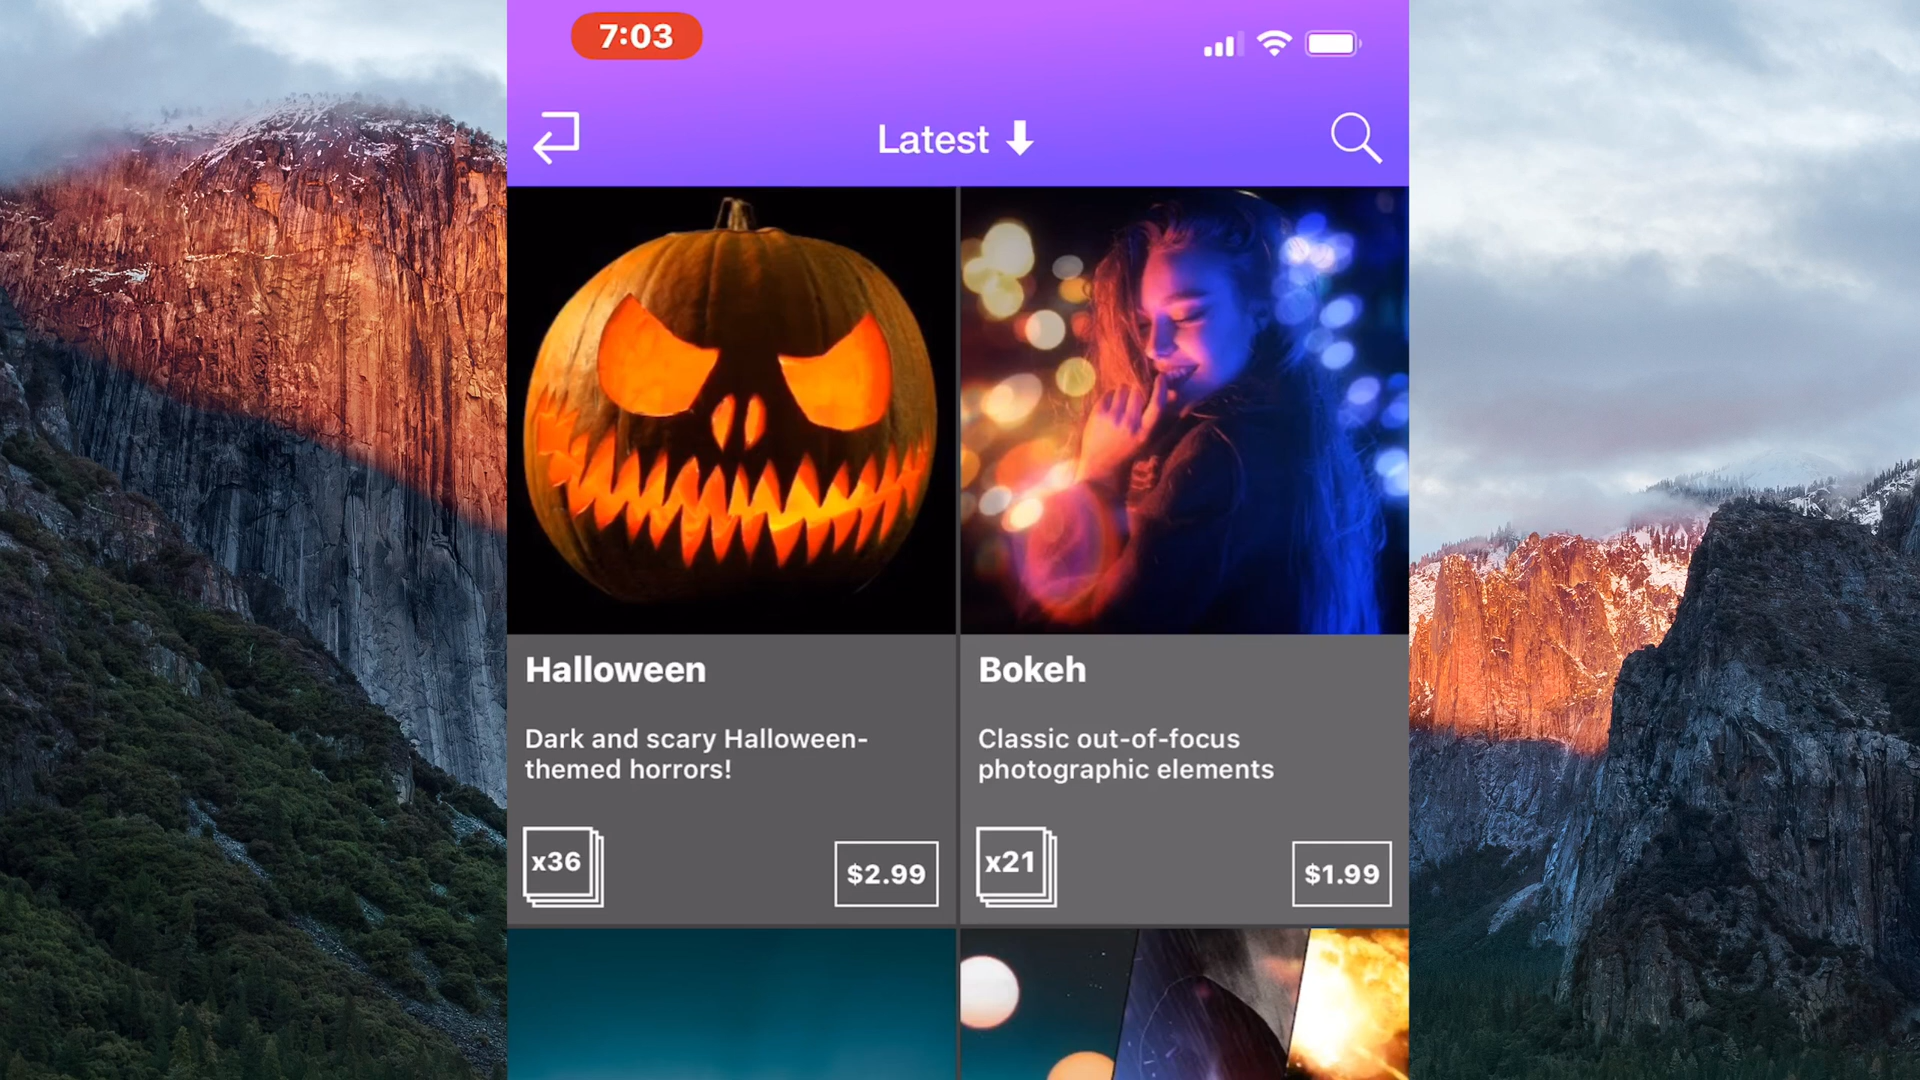 7:03
Latest
Halloween
Dark and scary Halloween-
themed horrors!
x36
$2.99
Bokeh
Classic out-of-focus
photographic elements
x21
$1.99